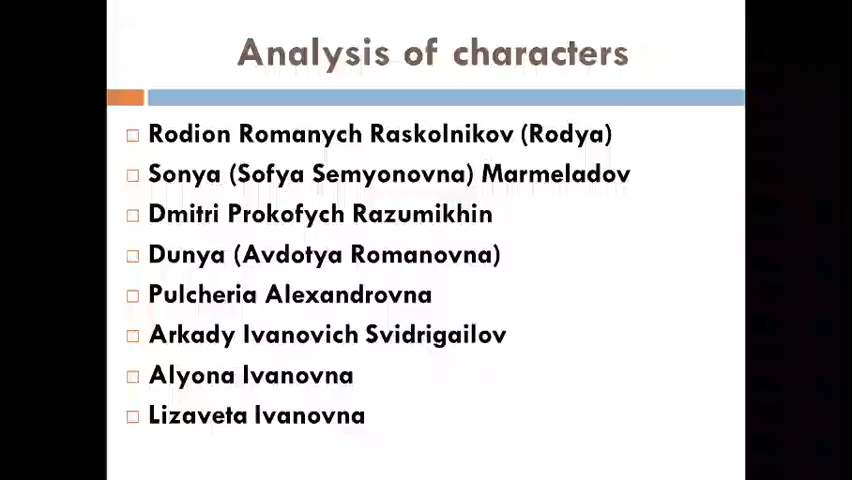 Analysis of characters
Rodion Romanych Raskolnikov (Rodya)
Sonya (Sofya Semyonovna) Marmeladov
Dmitri Prokofych Razumikhin
Dunya (Avdotya Romanovna)
Pulcheria Alexandrovna
Arkady Ivanovich Svidrigailov
Alyona Ivanovna
Lizaveta Ivanovna